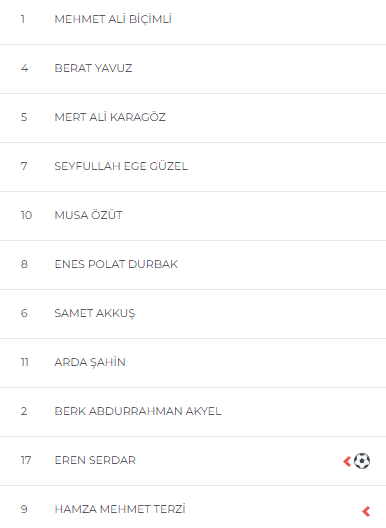 1 MEHMET ALİ BİÇİMLİ
4 BERAT YAVUZ
5 MERT ALİ KARAGÖZ
7 SEYFULLAH EGE GÜZEL
10 MUSA ÖZÜT
8 ENES POLAT DURBAK
6 SAMET AKKUŞ
11 ARDA ŞAHİN
2 BERK ABDURRAHMAN AKYEL
17 EREN SERDAR
9 HAMZA MEHMET TERZİ